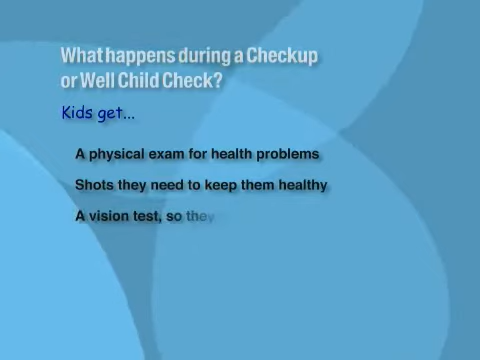 What happens during a Checkup
or Well Child Check?
Kids get...
A physical exam for health problems
Shots they need to keep them healthy
A vision test, so they